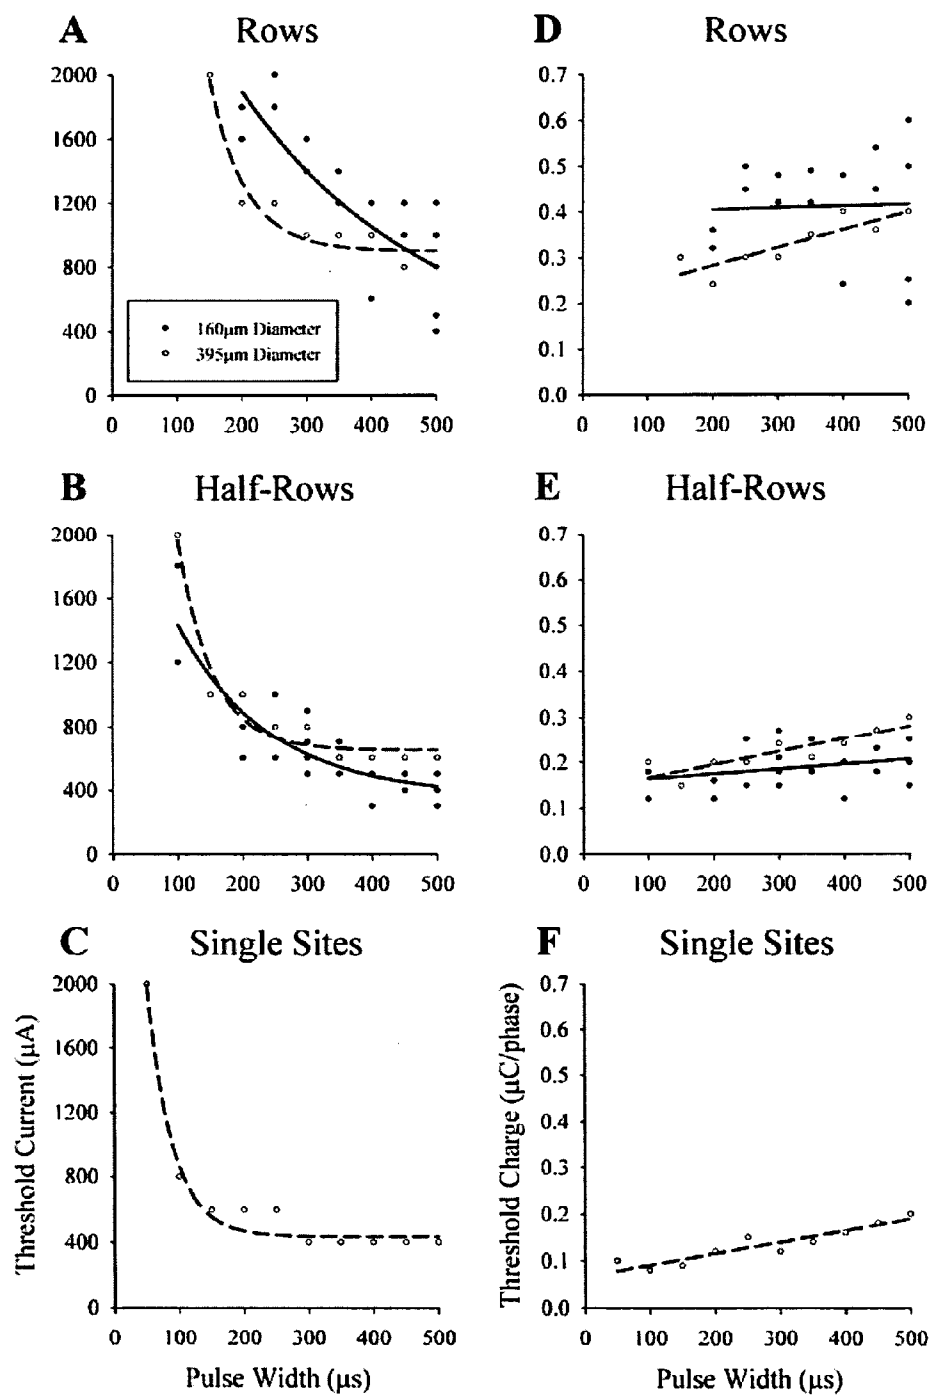 A Rows
2000
1600
1200
800
400
0
160µm Diameter
395µm Diameter
0 100 200 300 400 500
D Rows
0.7
0.6
0.5
0.4
0.3
0.2
0.1
0.0
0 100 200 300 400 500
B Half-Rows
2000
1600
1200
800
400
0
0 100 200 300 400 500
E Half-Rows
0.7
0.6
0.5
0.4
0.3
0.2
0.1
0.0
0 100 200 300 400 500
C Single Sites
Threshold Current (µA)
2000
1600
1200
800
400
0
0 100 200 300 400 500
Pulse Width (µs)
F Single Sites
Threshold Charge (µC/phase)
0.7
0.6
0.5
0.4
0.3
0.2
0.1
0.0
0 100 200 300 400 500
Pulse Width (µs)